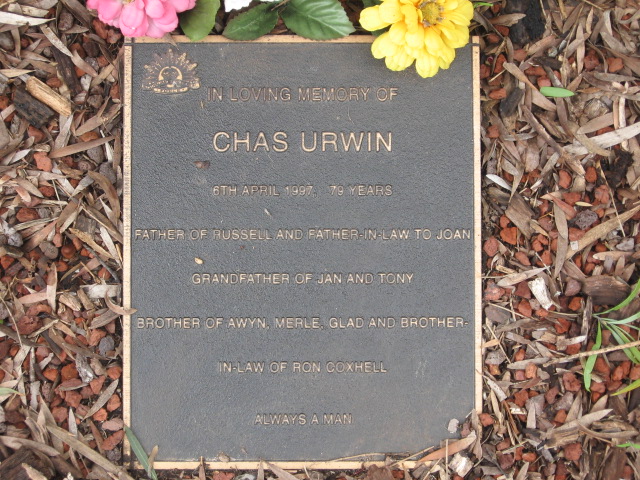 IN LOVING MEMORY OF
CHAS URWIN
6TH APRIL 1997, 79 YEARS
FATHER OF RUSSELL AND FATHER-IN-LAW TO JOAN
GRANDFATHER OF JAN AND TONY
BROTHER OF AWYN, MERLE, GLAD AND BROTHER-
IN-LAW OF RON COXHELL
ALWAYS A MAN